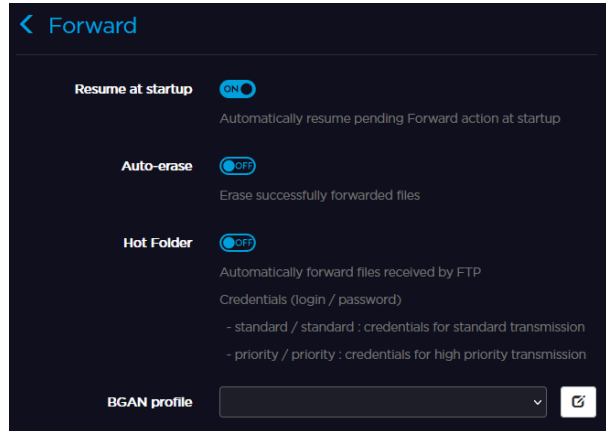 Forward
Resume at startup ON
Automatically resume pending Forward action at startup
Auto-erase OFF
Erase successfully forwarded files
Hot Folder OFF
Automatically forward files received by FTP
Credentials (login / password)
- standard / standard : credentials for standard transmission
- priority / priority : credentials for high priority transmission
BGAN profile